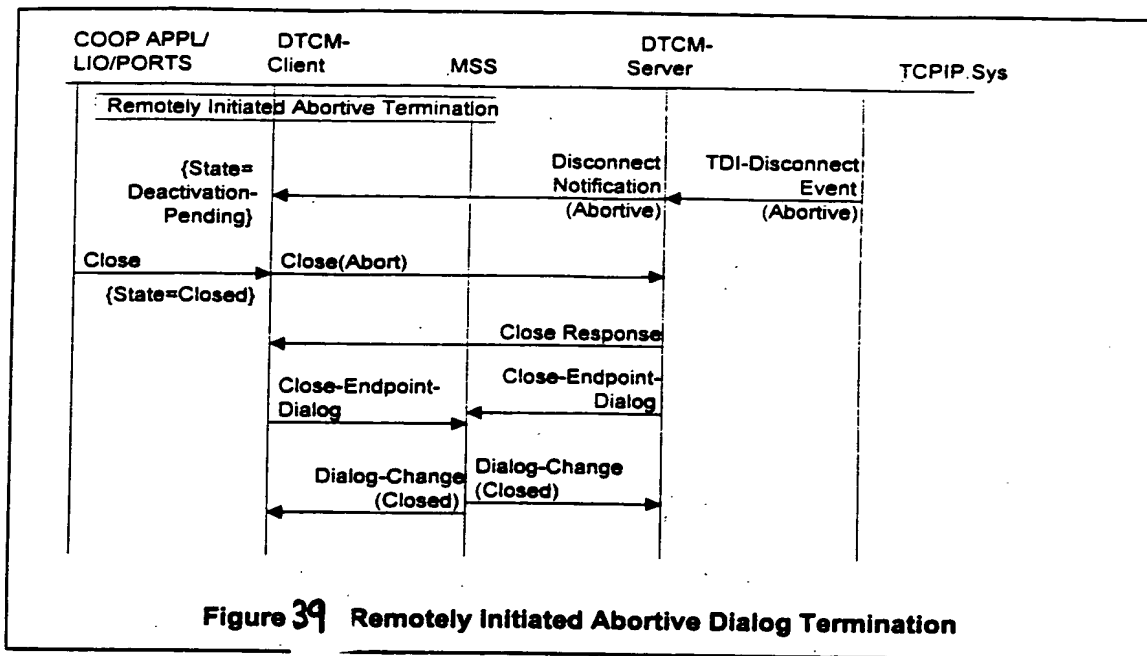 COOP APPL/
LIO/PORTS
DTCM-
Client
MSS
DTCM-
Server
TCPIP.Sys
Remotely Initiated Abortive Termination
{State=
Deactivation-
Pending}
Disconnect
Notification
(Abortive)
TDI-Disconnect
Event
(Abortive)
Close
Close(Abort)
{State=Closed}
Close Response
Close-Endpoint-
Dialog
Close-Endpoint-
Dialog
Dialog-Change
(Closed)
Dialog-Change
(Closed)
Figure 39 Remotely Initiated Abortive Dialog Termination